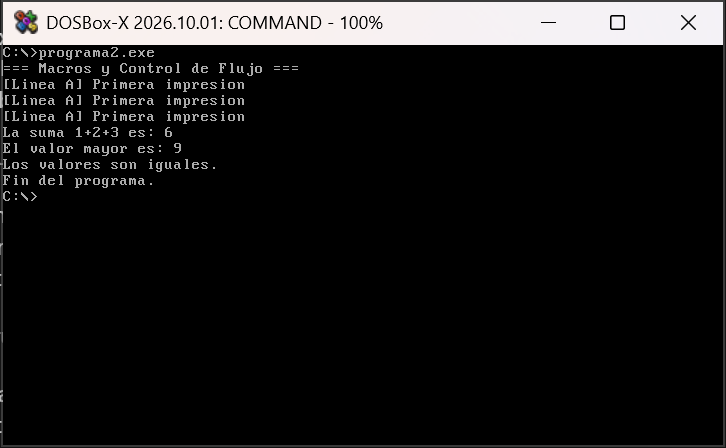 DOSBox-X 2026.10.01: COMMAND - 100%
C:\>programa2.exe
=== Macros y Control de Flujo ===
[Linea A] Primera impresion
[Linea A] Primera impresion
[Linea A] Primera impresion
La suma 1+2+3 es: 6
El valor mayor es: 9
Los valores son iguales.
Fin del programa.
C:\>